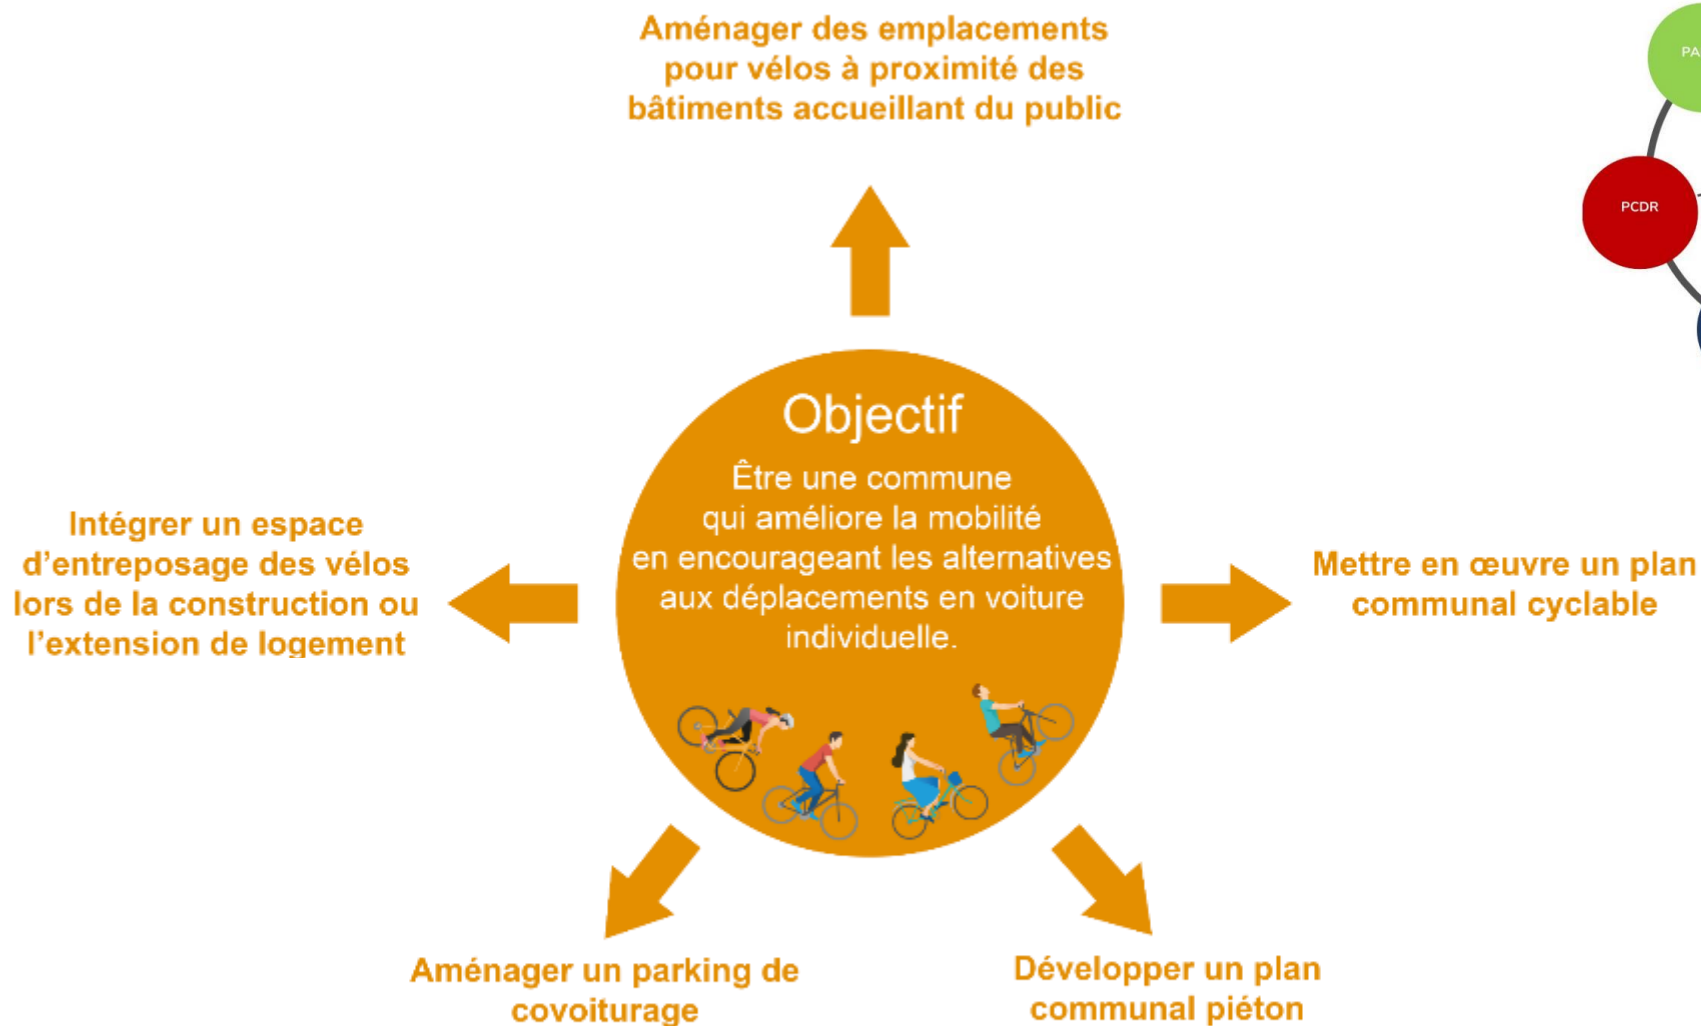 Aménager des emplacements
pour vélos à proximité des
bâtiments accueillant du public
PCDR
Objectif
Être une commune
qui améliore la mobilité
en encourageant les alternatives
aux déplacements en voiture
individuelle.
Intégrer un espace
d'entreposage des vélos
lors de la construction ou
l'extension de logement
Mettre en œuvre un plan
communal cyclable
Aménager un parking de
covoiturage
Développer un plan
communal piéton